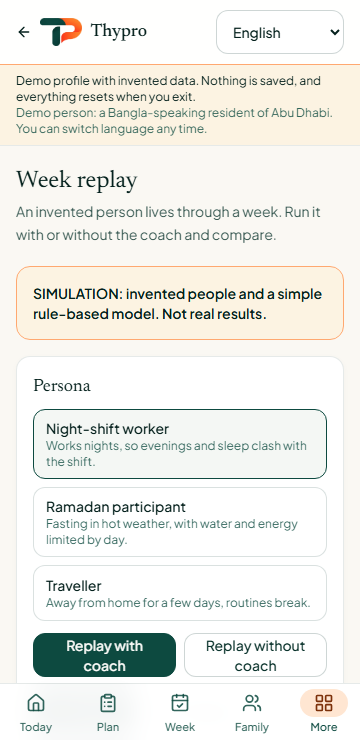 Thypro
English
Demo profile with invented data. Nothing is saved, and
everything resets when you exit.
Demo person: a Bangla-speaking resident of Abu Dhabi.
You can switch language any time.
Week replay
An invented person lives through a week. Run it
with or without the coach and compare.
SIMULATION: invented people and a simple
rule-based model. Not real results.
Persona
Night-shift worker
Works nights, so evenings and sleep clash with
the shift.
Ramadan participant
Fasting in hot weather, with water and energy
limited by day.
Traveller
Away from home for a few days, routines break.
Replay with
coach
Replay without
coach
Today
Plan
Week
Family
More